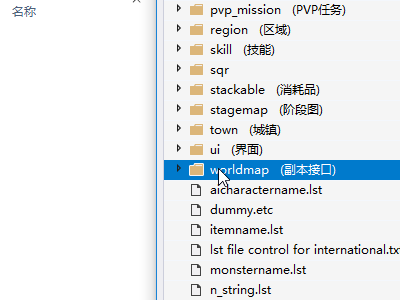 名称
pvp_mission (PVP任务)
region (区域)
skill (技能)
sqr
stackable (消耗品)
stagemap (阶段图)
town (城镇)
ui (界面)
worldmap (副本接口)
aicharactername.lst
dummy.etc
itemname.lst
lst file control for international.tx
monstername.lst
n_string.lst